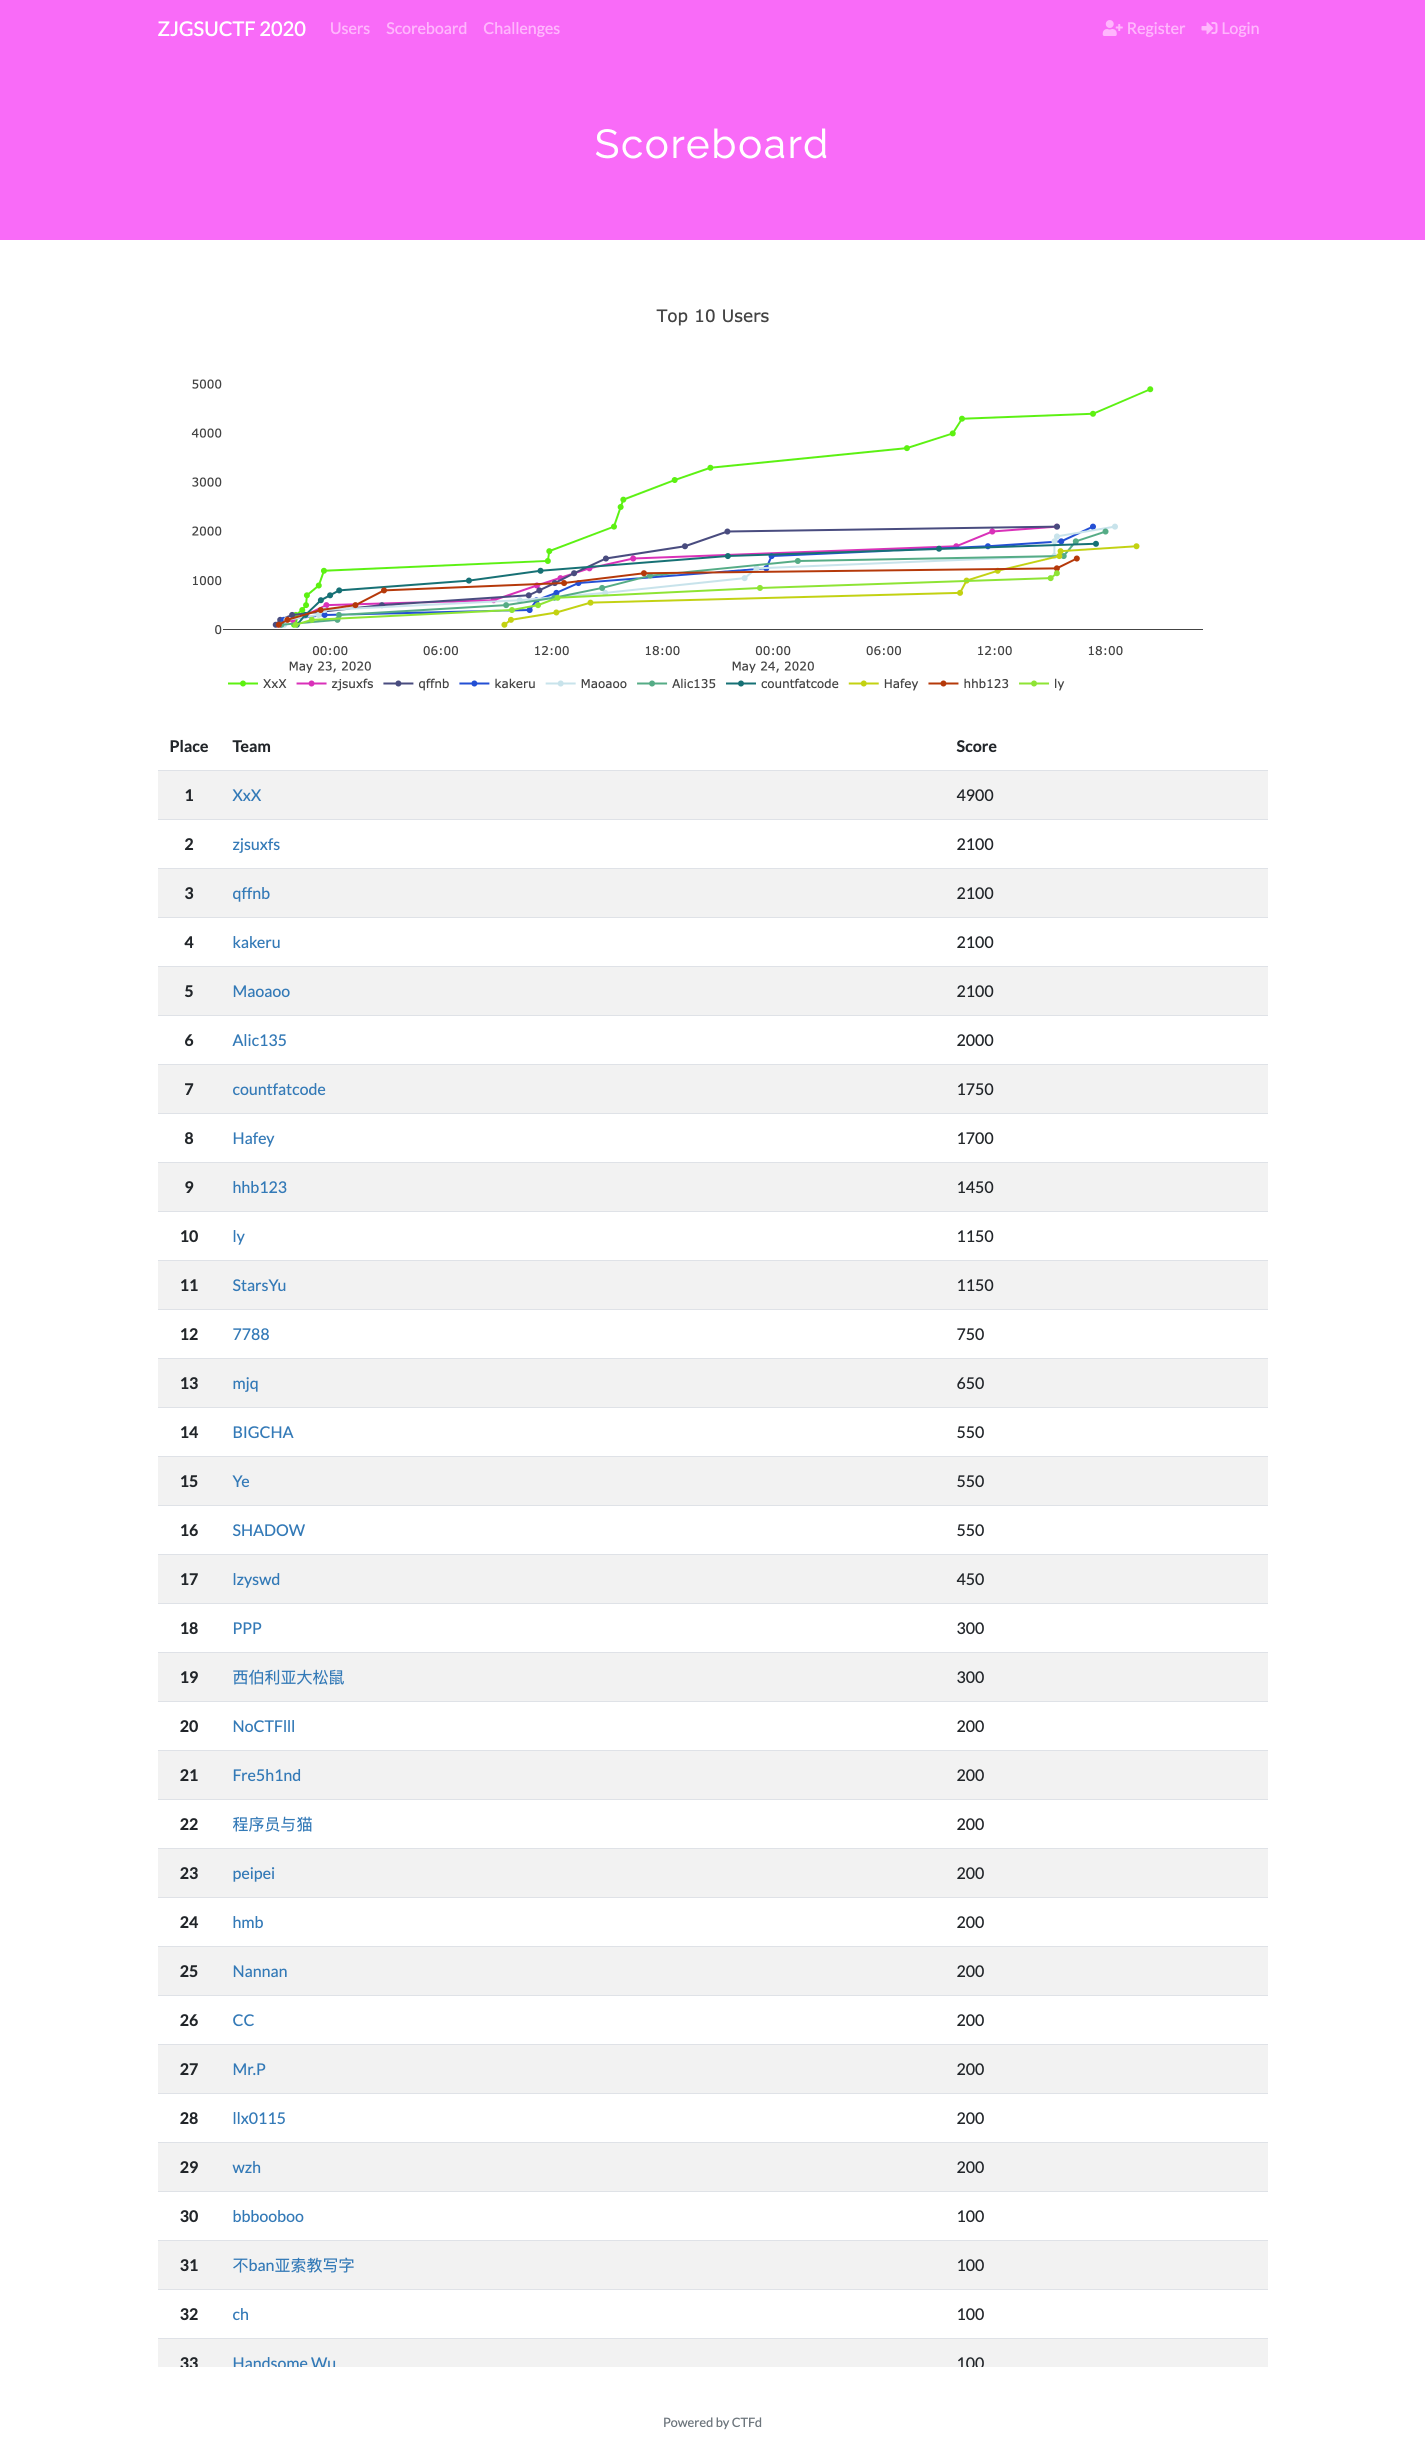 ZJGSUCTF 2020 Users Scoreboard Challenges Register Login
Scoreboard
Top 10 Users
5000
4000
3000
2000
1000
0
00:00 06:00 12:00 18:00 00:00 06:00 12:00 18:00
May 23, 2020 May 24, 2020
XxX zjsuxfs qffnb kakeru Maoaoo Alic135 countfatcode Hafey hhb123 ly
Place Team Score
1 XxX 4900
2 zjsuxfs 2100
3 qffnb 2100
4 kakeru 2100
5 Maoaoo 2100
6 Alic135 2000
7 countfatcode 1750
8 Hafey 1700
9 hhb123 1450
10 ly 1150
11 StarsYu 1150
12 7788 750
13 mjq 650
14 BIGCHA 550
15 Ye 550
16 SHADOW 550
17 lzyswd 450
18 PPP 300
19 西伯利亚大松鼠 300
20 NoCTFlll 200
21 Fre5h1nd 200
22 程序员与猫 200
23 peipei 200
24 hmb 200
25 Nannan 200
26 CC 200
27 Mr.P 200
28 llx0115 200
29 wzh 200
30 bbbooboo 100
31 不ban亚索教写字 100
32 ch 100
33 Handsome Wu 100
Powered by CTFd